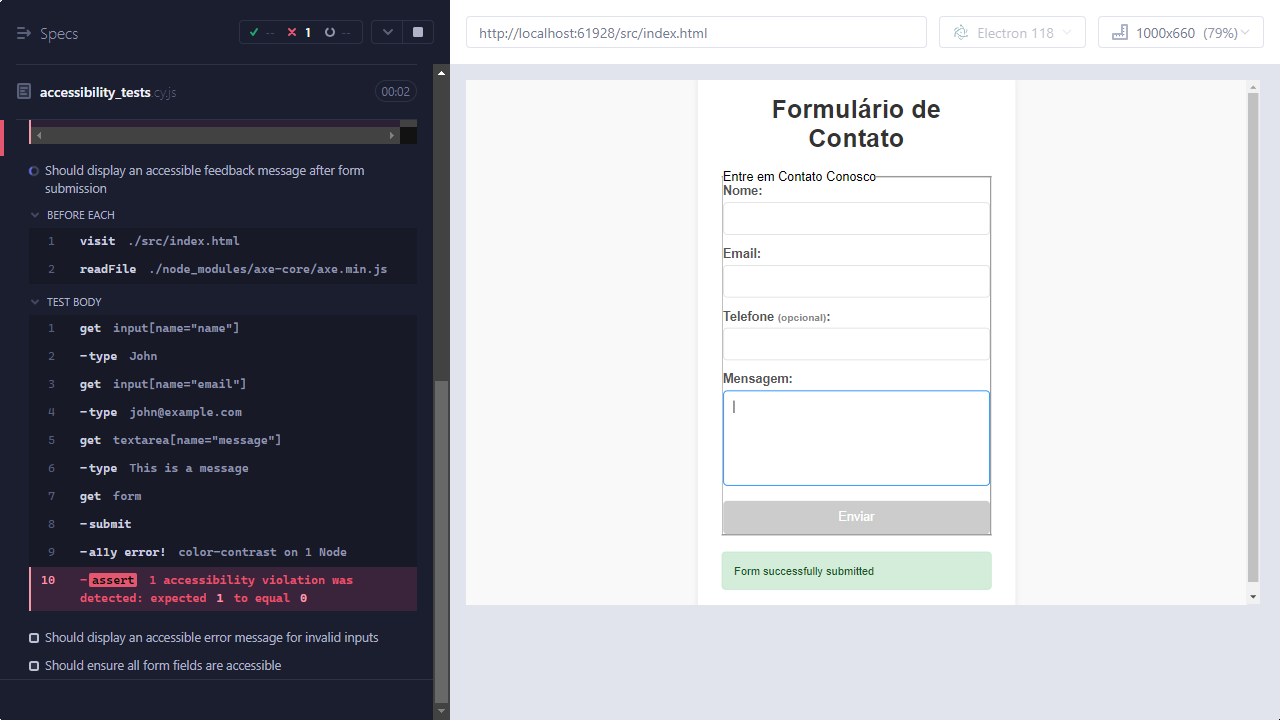 Specs
-- 1 --
accessibility_tests cy.js 00:02
Should display an accessible feedback message after form
submission
BEFORE EACH
1 visit ./src/index.html
2 readFile ./node_modules/axe-core/axe.min.js
TEST BODY
1 get input[name="name"]
2 -type John
3 get input[name="email"]
4 -type john@example.com
5 get textarea[name="message"]
6 -type This is a message
7 get form
8 -submit
9 -a11y error! color-contrast on 1 Node
10 -assert 1 accessibility violation was
detected: expected 1 to equal 0
Should display an accessible error message for invalid inputs
Should ensure all form fields are accessible
http://localhost:61928/src/index.html
Electron 118
1000x660 (79%)
Formulário de
Contato
Entre em Contato Conosco
Nome:
Email:
Telefone (opcional):
Mensagem:
Enviar
Form successfully submitted